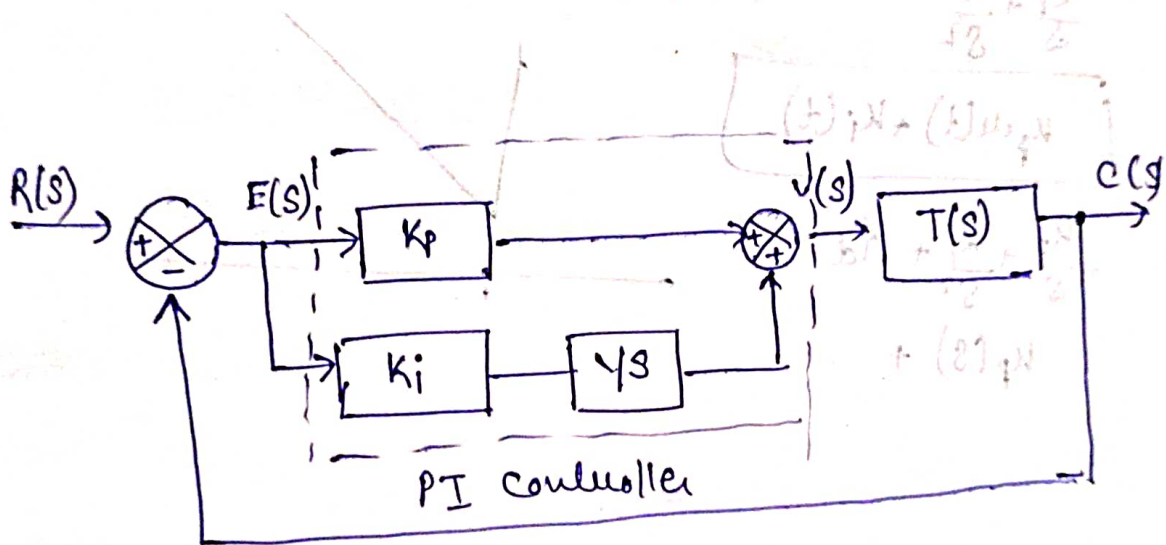 R(S)
E(S)
Kp
+
-
+
+
U(S)
T(S)
C(S)
Ki
1/S
PI Controller